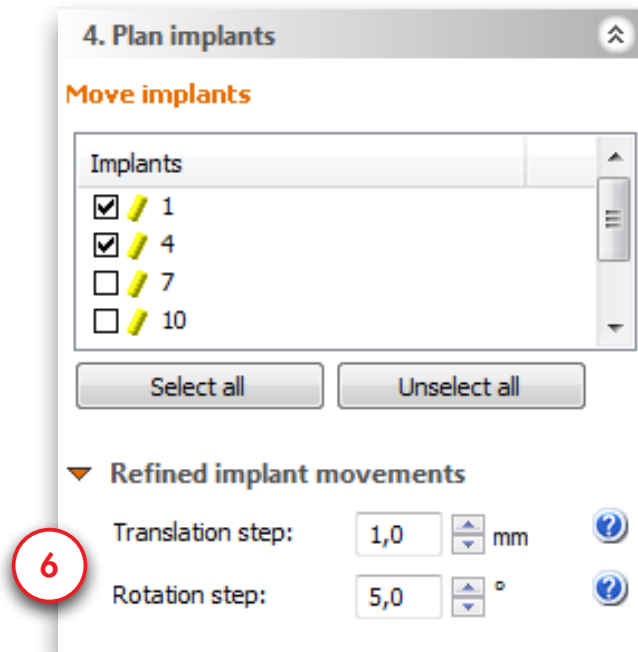 4. Plan implants
Move implants
Implants
1
4
7
10
Select all Unselect all
Refined implant movements
Translation step: 1,0 mm ?
6
Rotation step: 5,0 ° ?